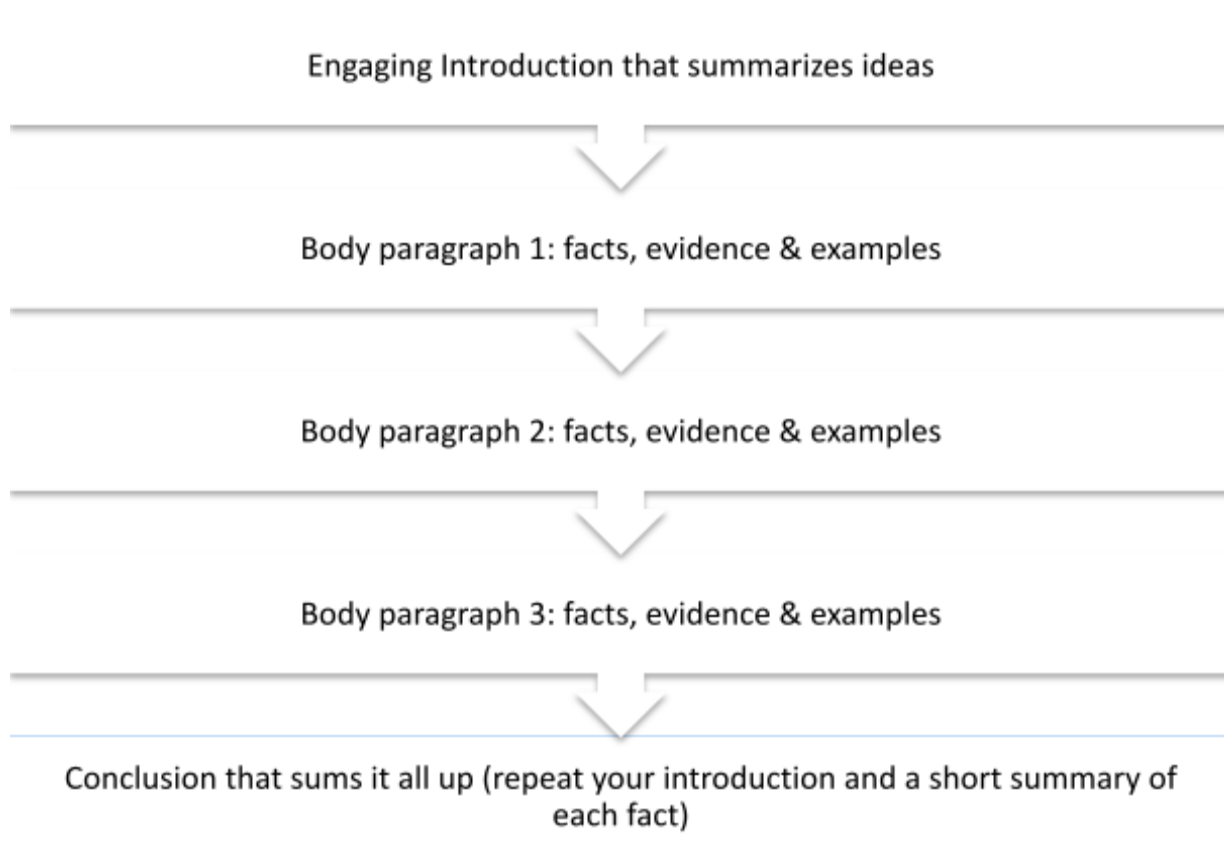 Engaging Introduction that summarizes ideas
Body paragraph 1: facts, evidence & examples
Body paragraph 2: facts, evidence & examples
Body paragraph 3: facts, evidence & examples
Conclusion that sums it all up (repeat your introduction and a short summary of
each fact)